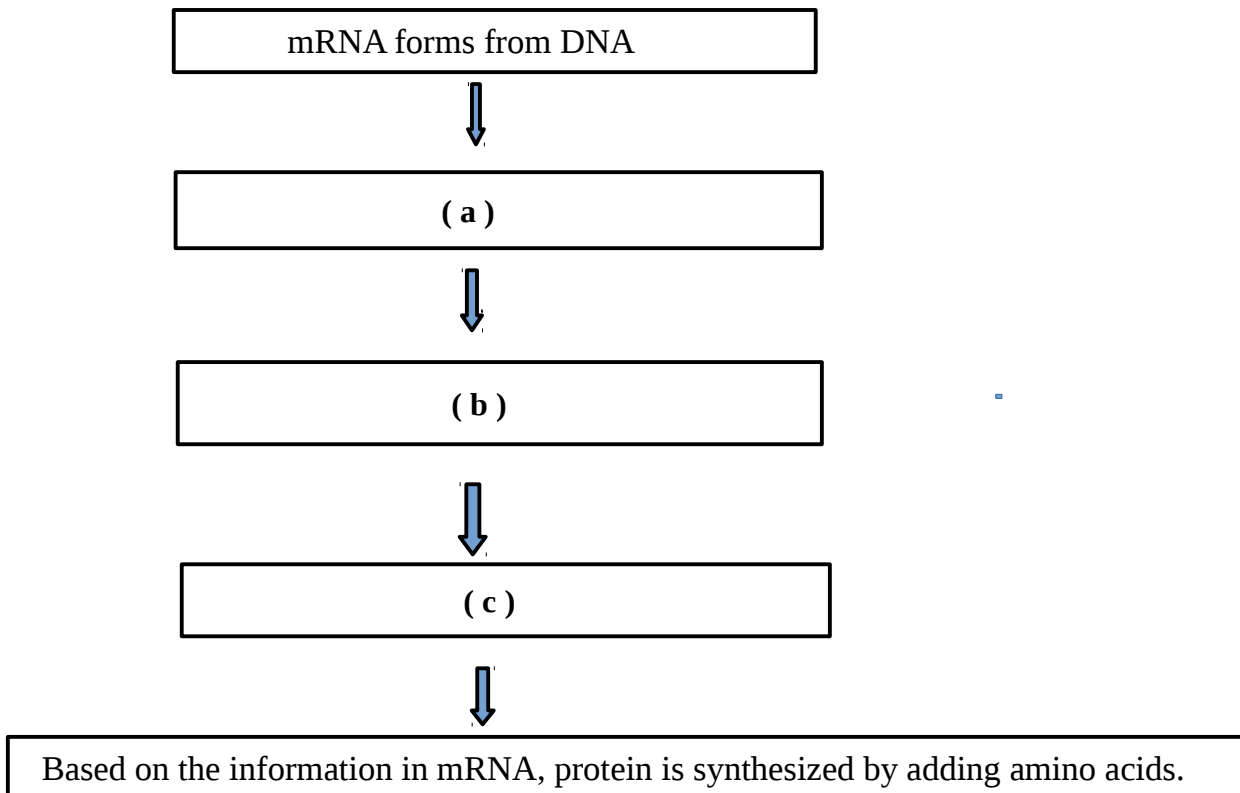 mRNA forms from DNA
( a )
( b )
( c )
Based on the information in mRNA, protein is synthesized by adding amino acids.